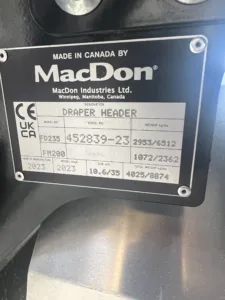 MADE IN CANADA BY
MacDon®
MacDon Industries Ltd.
Winnipeg, Manitoba, Canada
DRAPER HEADER
CE
UK
CA
FD235 452839-23 2953/6512
FM200 1072/2362
2023 2023 10.6/35 4025/8874